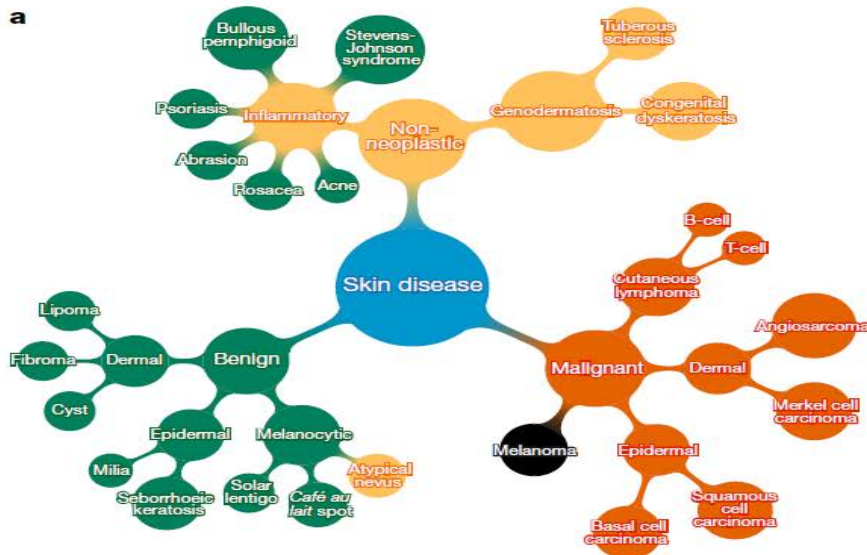 a
Bullous
pemphigoid
Stevens-
Johnson
syndrome
Psoriasis
Inflammatory
Abrasion
Rosacea
Acne
Non-
neoplastic
Genodermatosis
Tuberous
sclerosis
Congenital
dyskeratosis
Skin disease
B-cell
T-cell
Cutaneous
lymphoma
Angiosarcoma
Malignant
Dermal
Merkel cell
carcinoma
Melanoma
Epidermal
Squamous
cell
carcinoma
Basal cell
carcinoma
Lipoma
Fibroma
Dermal
Benign
Cyst
Epidermal
Melanocytic
Milia
Seborrhoeic
keratosis
Solar
lentigo
Café au
lait spot
Atypical
nevus